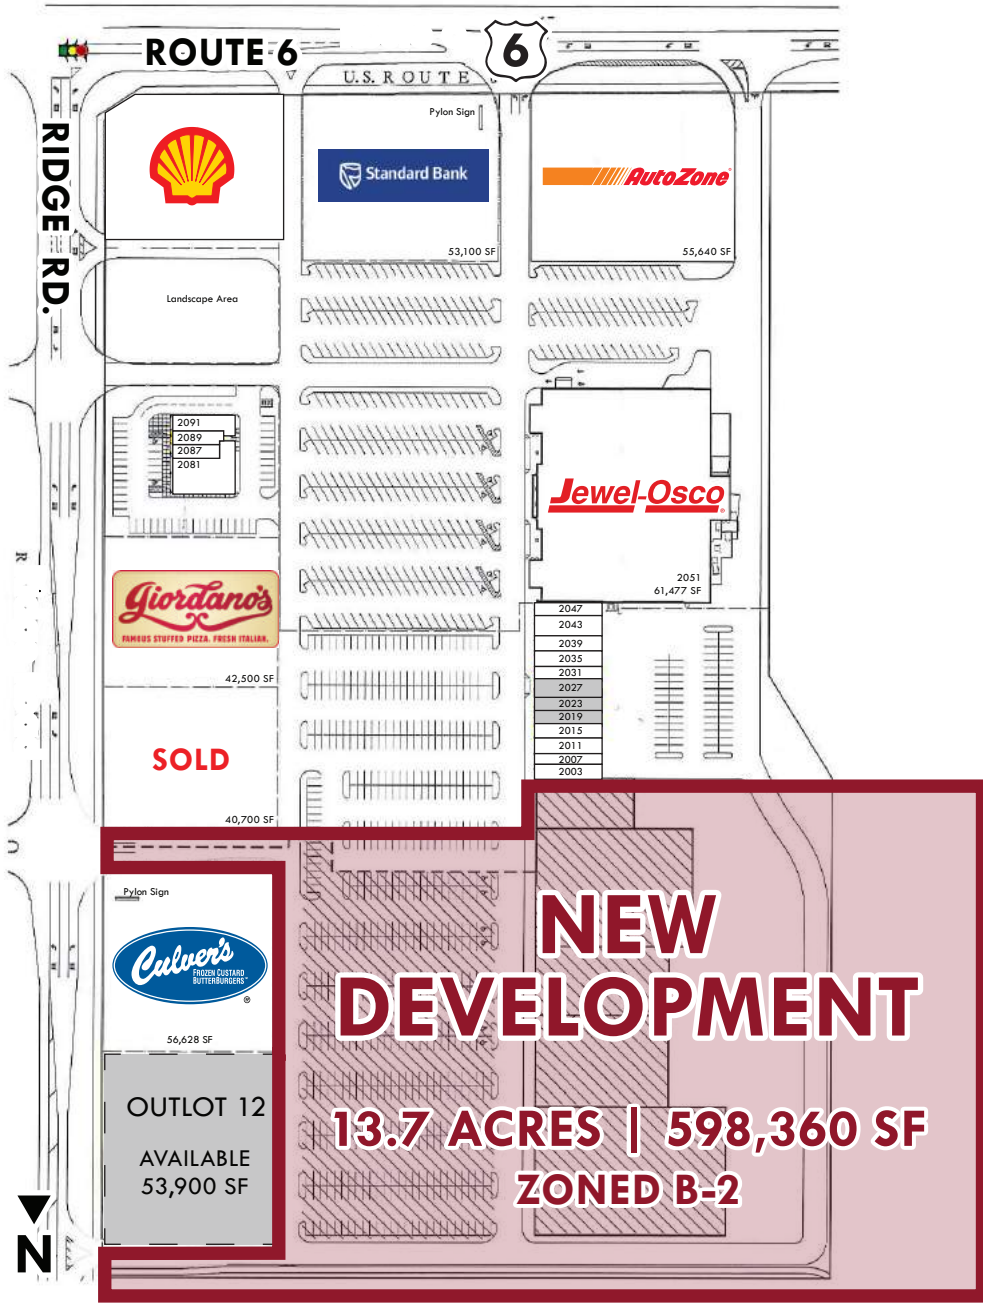 ROUTE 6
6
U.S. ROUTE
RIDGE RD.
Pylon Sign
Standard Bank
53,100 SF
AutoZone
55,640 SF
Landscape Area
2091
2089
2087
2081
Jewel-Osco
2051
61,477 SF
R
Giordano's
FAMOUS STUFFED PIZZA. FRESH ITALIAN.
42,500 SF
2047
2043
2039
2035
2031
2027
2023
2019
2015
2011
2007
2003
SOLD
40,700 SF
Pylon Sign
Culver's
FROZEN CUSTARD
BUTTERBURGERS™
®
56,628 SF
OUTLOT 12
AVAILABLE
53,900 SF
NEW
DEVELOPMENT
13.7 ACRES | 598,360 SF
ZONED B-2
N